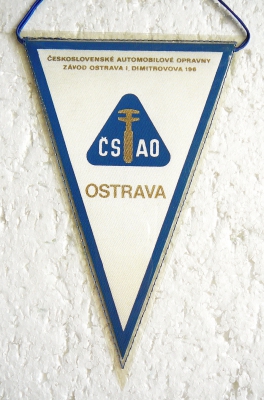 ČESKOSLOVENSKÉ AUTOMOBILOVÉ OPRAVNY
ZÁVOD OSTRAVA I, DIMITROVOVA 166
ČS AO
OSTRAVA